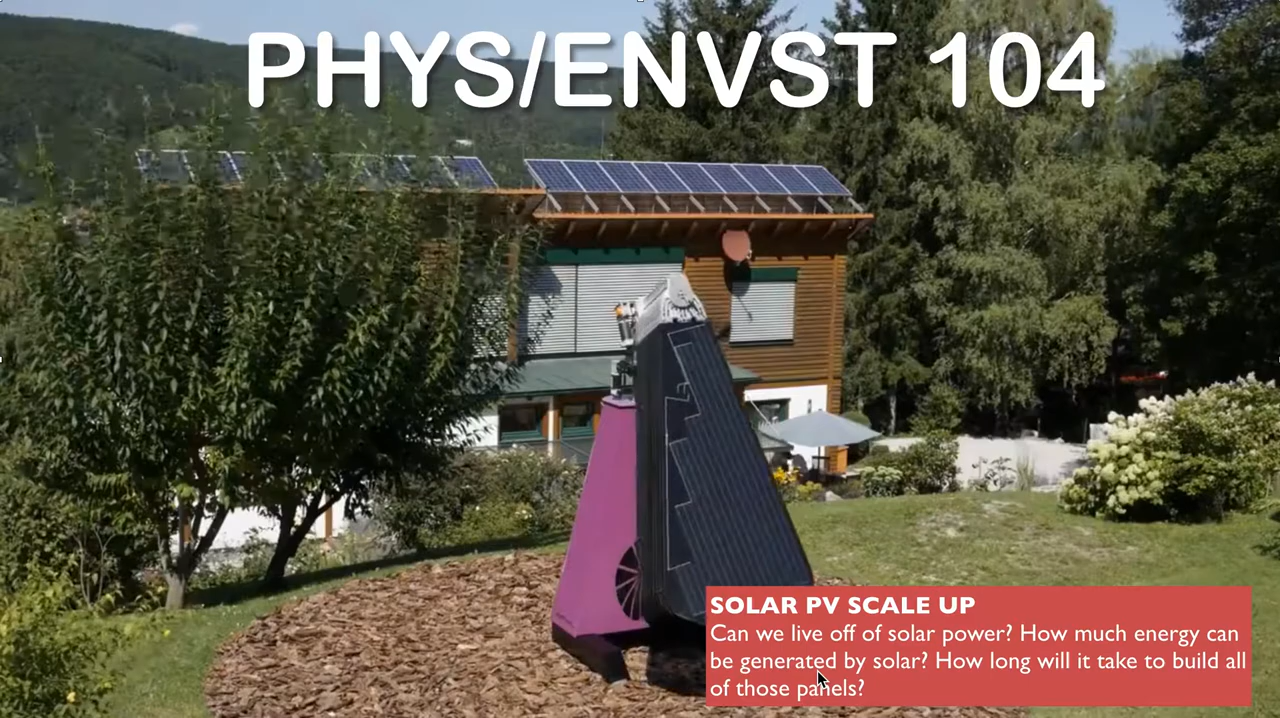 PHYS/ENVST 104
SOLAR PV SCALE UP
Can we live off of solar power? How much energy can
be generated by solar? How long will it take to build all
of those panels?